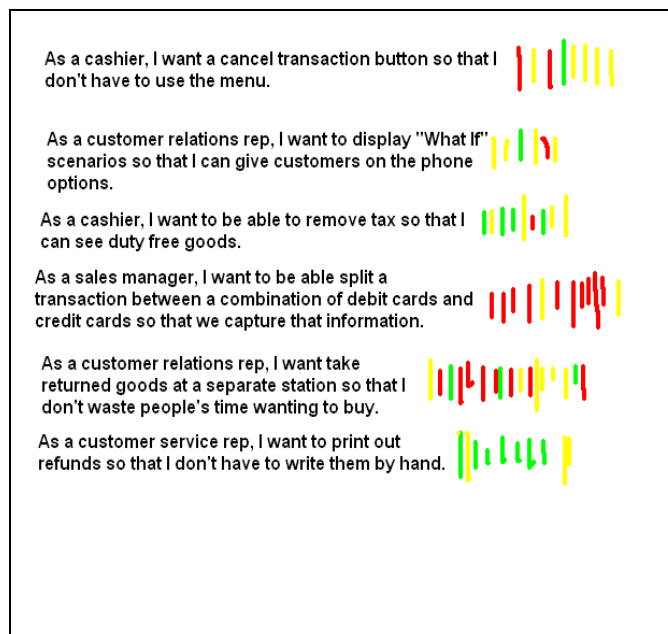 As a cashier, I want a cancel transaction button so that I
don't have to use the menu.
As a customer relations rep, I want to display "What If"
scenarios so that I can give customers on the phone
options.
As a cashier, I want to be able to remove tax so that I
can see duty free goods.
As a sales manager, I want to be able split a
transaction between a combination of debit cards and
credit cards so that we capture that information.
As a customer relations rep, I want take
returned goods at a separate station so that I
don't waste people's time wanting to buy.
As a customer service rep, I want to print out
refunds so that I don't have to write them by hand.